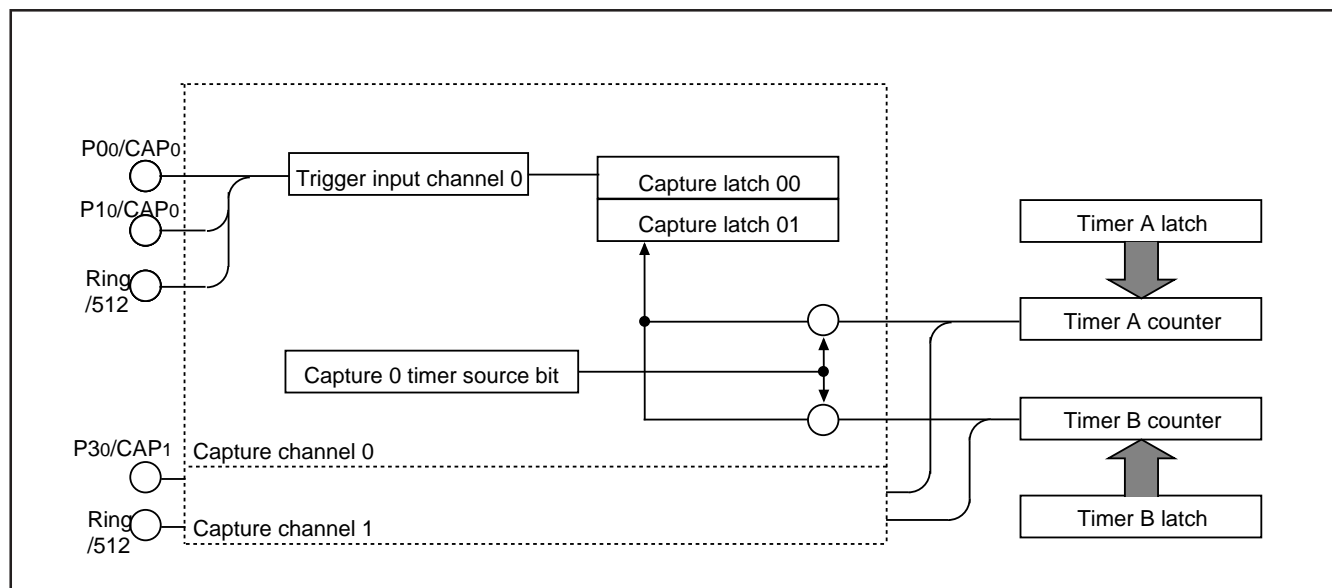 P00/CAP0
Trigger input channel 0
Capture latch 00
P10/CAP0
Capture latch 01
Timer A latch
Ring
/512
Timer A counter
Capture 0 timer source bit
Timer B counter
P30/CAP1
Capture channel 0
Ring
/512
Capture channel 1
Timer B latch